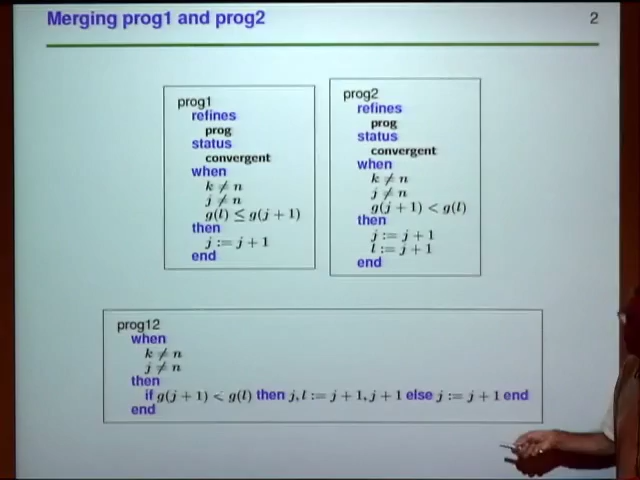 Merging prog1 and prog2
2
prog1
refines
prog
status
convergent
when
k ≠ n
j ≠ n
g(l) ≤ g(j + 1)
then
j := j + 1
end
prog2
refines
prog
status
convergent
when
k ≠ n
j ≠ n
g(j + 1) < g(l)
then
j := j + 1
l := j + 1
end
prog12
when
k ≠ n
j ≠ n
then
if g(j + 1) < g(l) then j, l := j + 1, j + 1 else j := j + 1 end
end